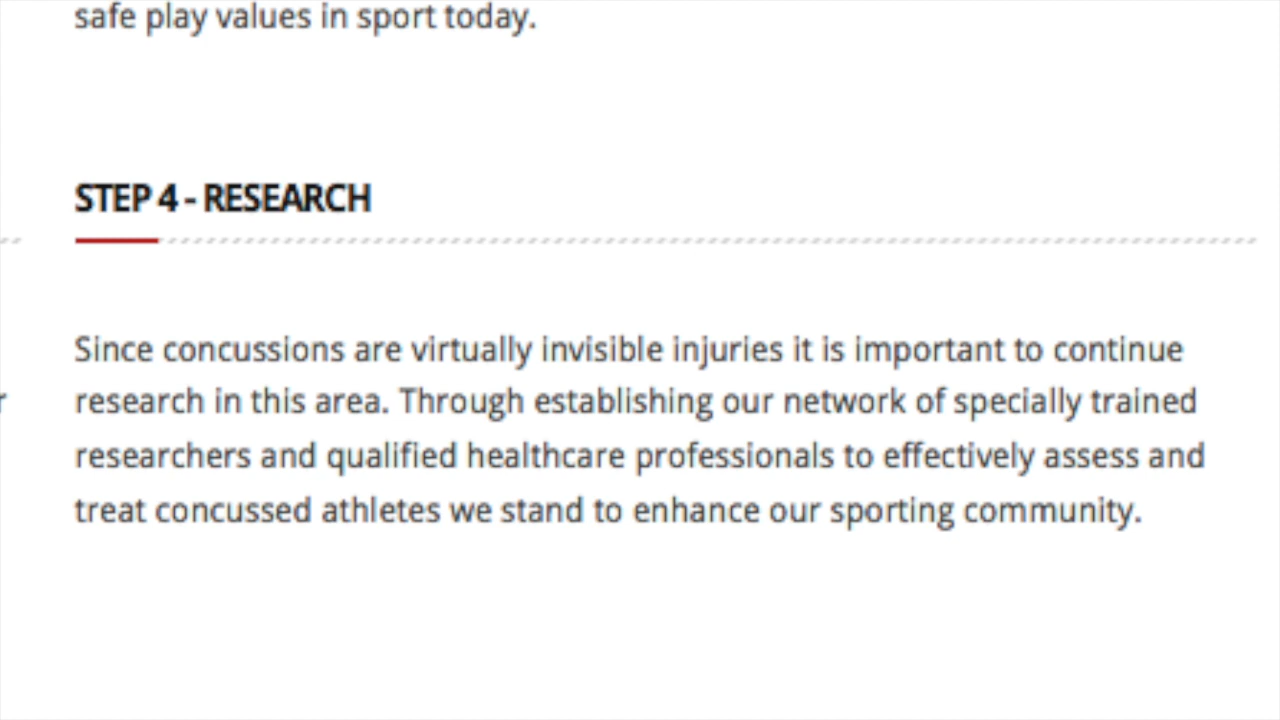 safe play values in sport today.
STEP 4 - RESEARCH
Since concussions are virtually invisible injuries it is important to continue
research in this area. Through establishing our network of specially trained
researchers and qualified healthcare professionals to effectively assess and
treat concussed athletes we stand to enhance our sporting community.